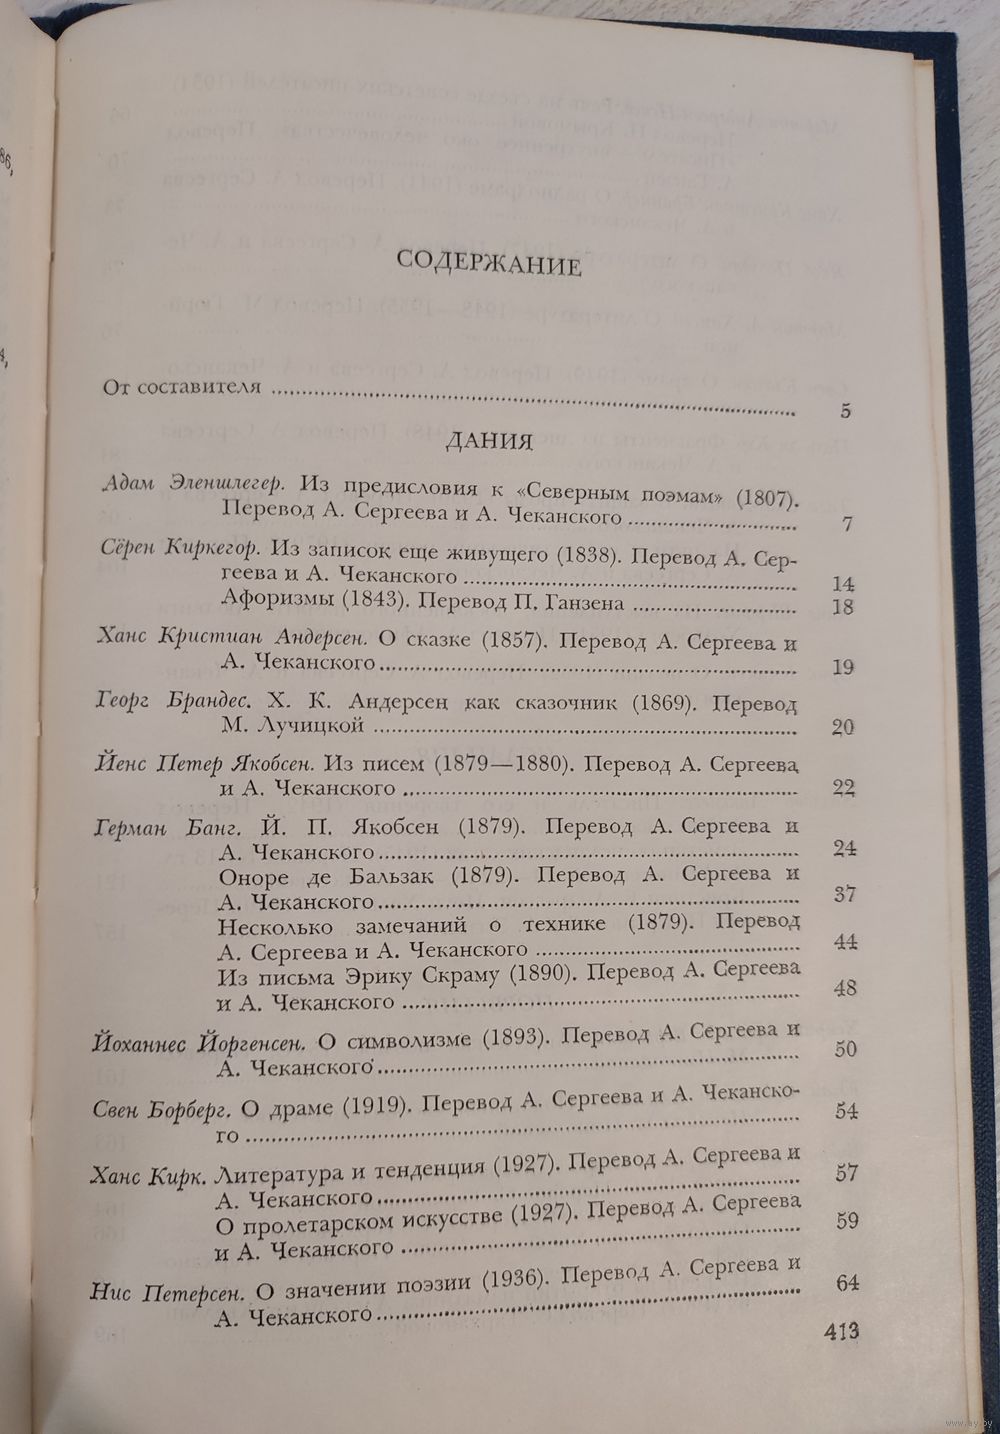 86,
4,
СОДЕРЖАНИЕ
От составителя ........ 5
ДАНИЯ
Адам Эленшлегер. Из предисловия к «Северным поэмам» (1807).
Перевод А. Сергеева и А. Чеканского ........ 7
Сёрен Киркегор. Из записок еще живущего (1838). Перевод А. Сер-
геева и А. Чеканского ........ 14
Афоризмы (1843). Перевод П. Ганзена ........ 18
Ханс Кристиан Андерсен. О сказке (1857). Перевод А. Сергеева и
А. Чеканского ........ 19
Георг Брандес. Х. К. Андерсен как сказочник (1869). Перевод
М. Лучицкой ........ 20
Йенс Петер Якобсен. Из писем (1879—1880). Перевод А. Сергеева
и А. Чеканского ........ 22
Герман Банг. Й. П. Якобсен (1879). Перевод А. Сергеева и
А. Чеканского ........ 24
Оноре де Бальзак (1879). Перевод А. Сергеева и
А. Чеканского ........ 37
Несколько замечаний о технике (1879). Перевод
А. Сергеева и А. Чеканского ........ 44
Из письма Эрику Скраму (1890). Перевод А. Сергеева
и А. Чеканского ........ 48
Йоханнес Йоргенсен. О символизме (1893). Перевод А. Сергеева и
А. Чеканского ........ 50
Свен Борберг. О драме (1919). Перевод А. Сергеева и А. Чеканско-
го ........ 54
Ханс Кирк. Литература и тенденция (1927). Перевод А. Сергеева и
А. Чеканского ........ 57
О пролетарском искусстве (1927). Перевод А. Сергеева
и А. Чеканского ........ 59
Нис Петерсен. О значении поэзии (1936). Перевод А. Сергеева и
А. Чеканского ........ 64
413
www.ay.by